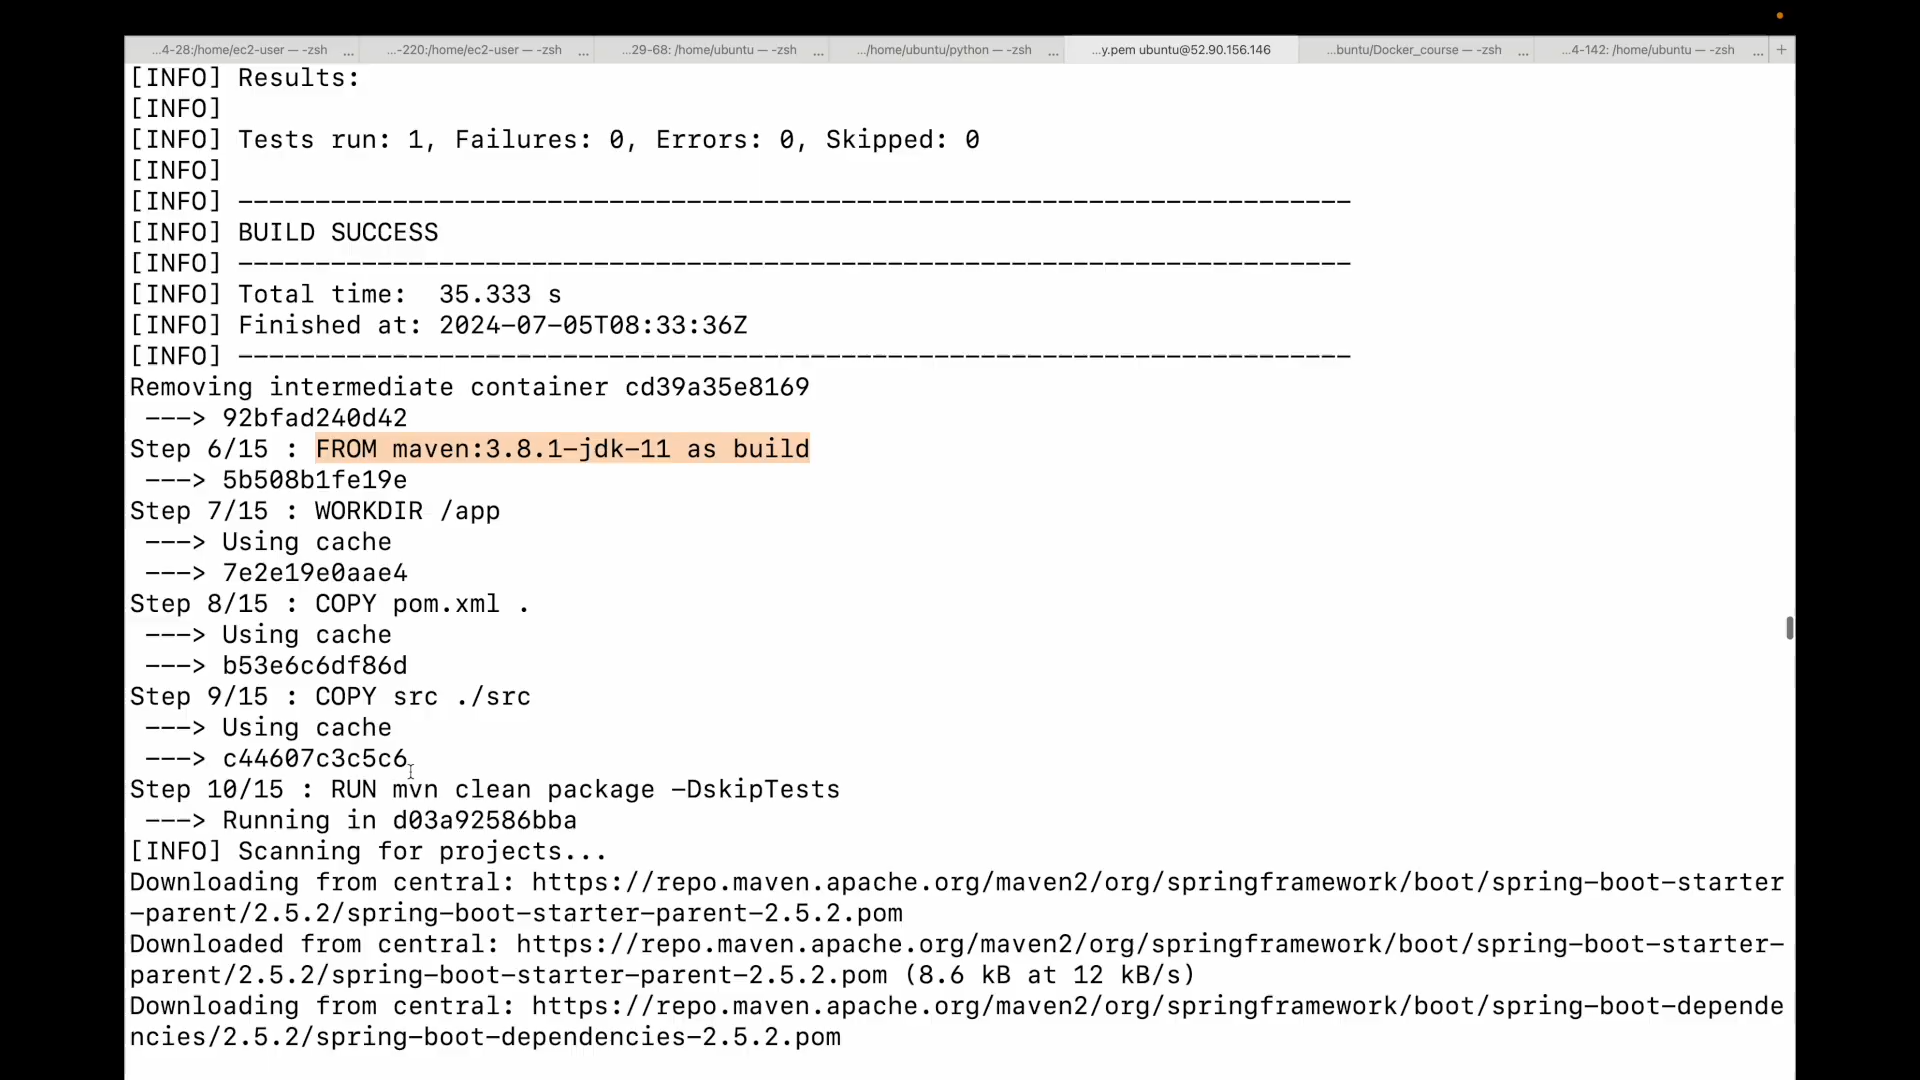 ...4-28:/home/ec2-user — -zsh ...
...-220:/home/ec2-user — -zsh ...
...29-68: /home/ubuntu — -zsh ...
.../home/ubuntu/python — -zsh ...
...y.pem ubuntu@52.90.156.146
...buntu/Docker_course — -zsh ...
...4-142: /home/ubuntu — -zsh ... +
[INFO] Results:
[INFO]
[INFO] Tests run: 1, Failures: 0, Errors: 0, Skipped: 0
[INFO]
[INFO] ------------------------------------------------------------------------
[INFO] BUILD SUCCESS
[INFO] ------------------------------------------------------------------------
[INFO] Total time:  35.333 s
[INFO] Finished at: 2024-07-05T08:33:36Z
[INFO] ------------------------------------------------------------------------
Removing intermediate container cd39a35e8169
 ---> 92bfad240d42
Step 6/15 : FROM maven:3.8.1-jdk-11 as build
 ---> 5b508b1fe19e
Step 7/15 : WORKDIR /app
 ---> Using cache
 ---> 7e2e19e0aae4
Step 8/15 : COPY pom.xml .
 ---> Using cache
 ---> b53e6c6df86d
Step 9/15 : COPY src ./src
 ---> Using cache
 ---> c44607c3c5c6
Step 10/15 : RUN mvn clean package -DskipTests
 ---> Running in d03a92586bba
[INFO] Scanning for projects...
Downloading from central: https://repo.maven.apache.org/maven2/org/springframework/boot/spring-boot-starter
-parent/2.5.2/spring-boot-starter-parent-2.5.2.pom
Downloaded from central: https://repo.maven.apache.org/maven2/org/springframework/boot/spring-boot-starter-
parent/2.5.2/spring-boot-starter-parent-2.5.2.pom (8.6 kB at 12 kB/s)
Downloading from central: https://repo.maven.apache.org/maven2/org/springframework/boot/spring-boot-depende
ncies/2.5.2/spring-boot-dependencies-2.5.2.pom